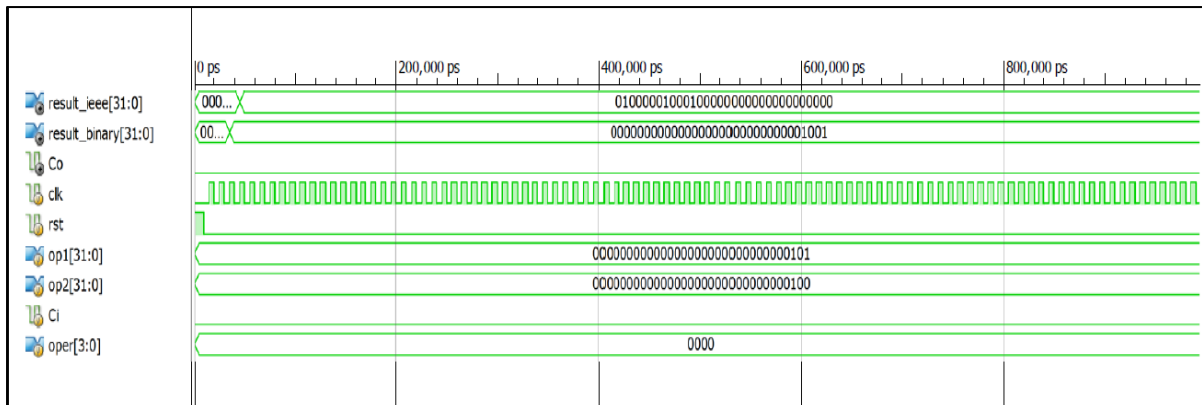 0 ps 200,000 ps 400,000 ps 600,000 ps 800,000 ps
result_ieee[31:0] 000... 01000001000100000000000000000000
result_binary[31:0] 00... 00000000000000000000000000001001
Co
clk
rst
op1[31:0] 00000000000000000000000000000101
op2[31:0] 00000000000000000000000000000100
Ci
oper[3:0] 0000